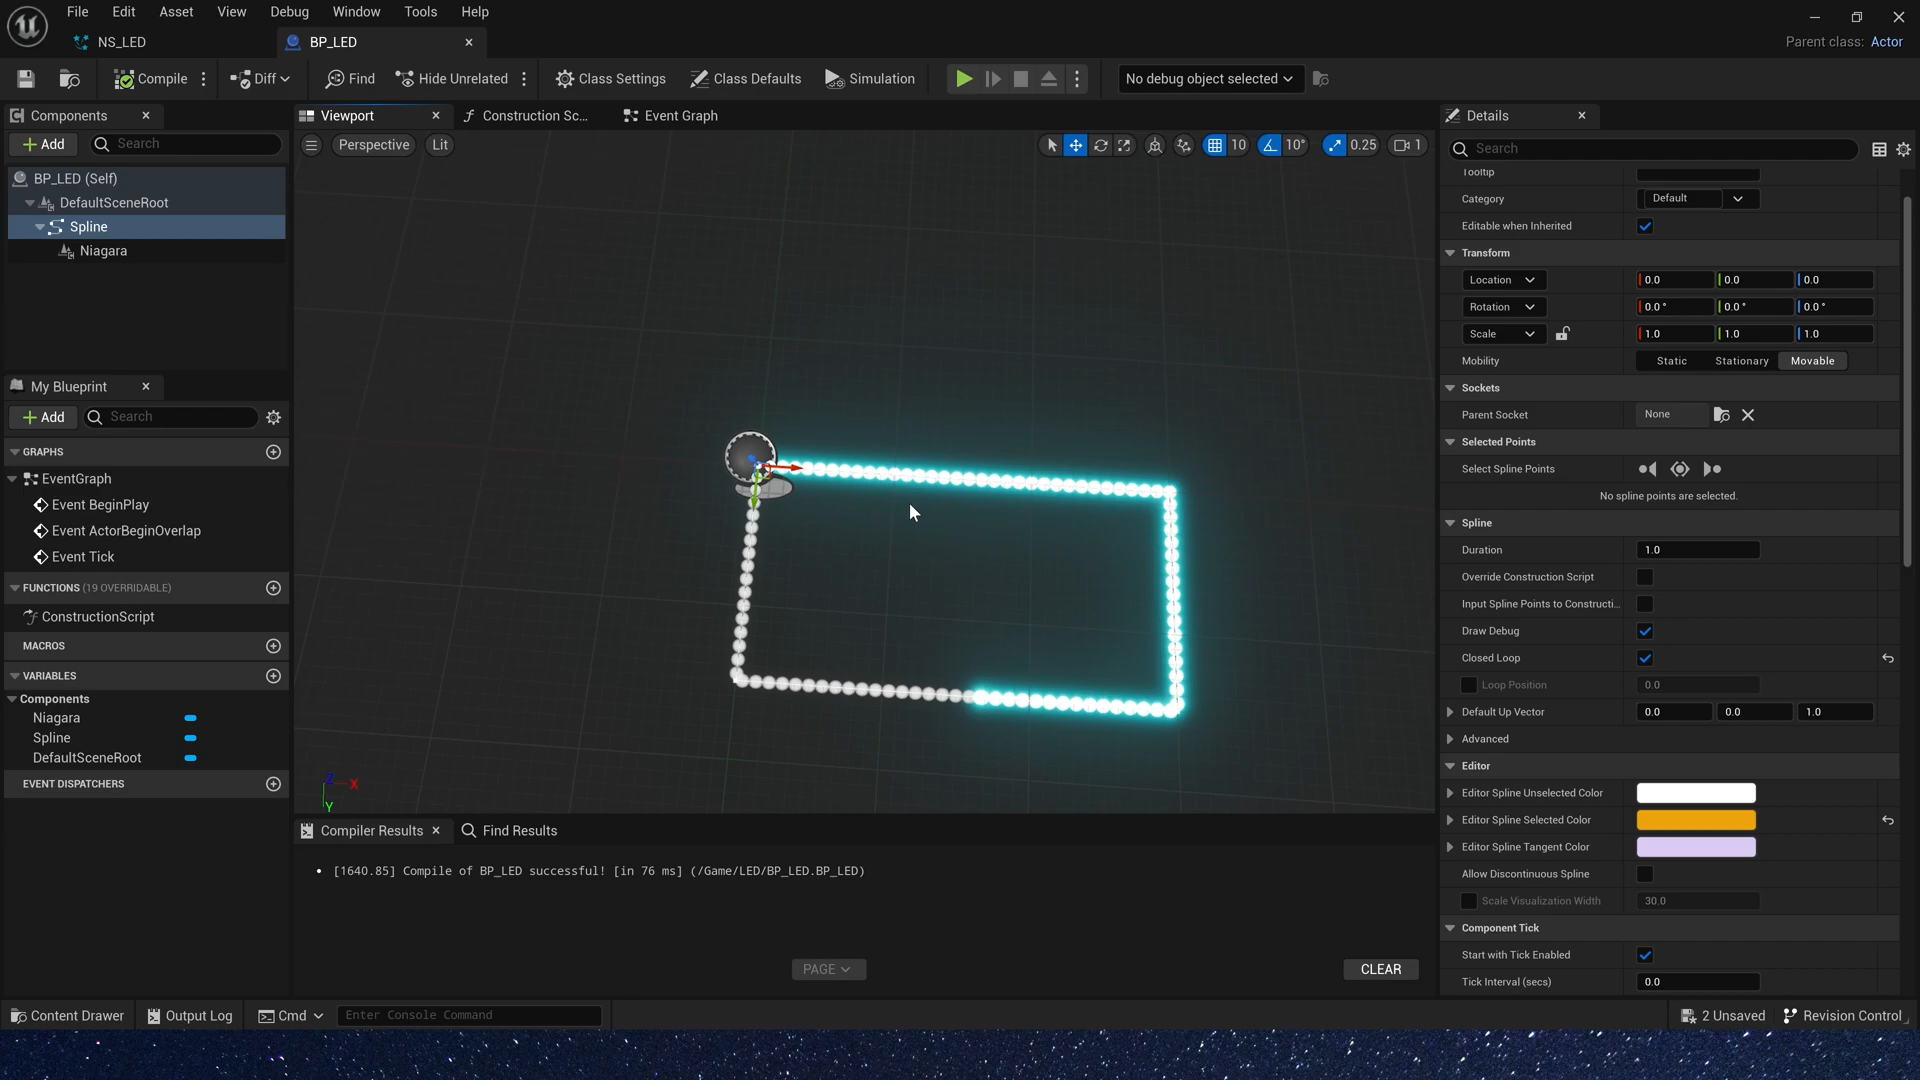 File Edit Asset View Debug Window Tools Help
NS_LED BP_LED Parent class: Actor
Compile Diff Find Hide Unrelated Class Settings Class Defaults Simulation No debug object selected
Components
Add Search
BP_LED (Self)
DefaultSceneRoot
Spline
Niagara
My Blueprint
Add Search
GRAPHS
EventGraph
Event BeginPlay
Event ActorBeginOverlap
Event Tick
FUNCTIONS (19 OVERRIDABLE)
ConstructionScript
MACROS
VARIABLES
Components
Niagara
Spline
DefaultSceneRoot
EVENT DISPATCHERS
Viewport Construction Sc... Event Graph
Perspective Lit 10 10° 0.25 1
Z X
Y
Compiler Results Find Results
[1640.85] Compile of BP_LED successful! [in 76 ms] (/Game/LED/BP_LED.BP_LED)
PAGE CLEAR
Details
Search
Tooltip
Category Default
Editable when Inherited
Transform
Location 0.0 0.0 0.0
Rotation 0.0° 0.0° 0.0°
Scale 1.0 1.0 1.0
Mobility Static Stationary Movable
Sockets
Parent Socket None
Selected Points
Select Spline Points
No spline points are selected.
Spline
Duration 1.0
Override Construction Script
Input Spline Points to Constructi...
Draw Debug
Closed Loop
Loop Position 0.0
Default Up Vector 0.0 0.0 1.0
Advanced
Editor
Editor Spline Unselected Color
Editor Spline Selected Color
Editor Spline Tangent Color
Allow Discontinuous Spline
Scale Visualization Width 30.0
Component Tick
Start with Tick Enabled
Tick Interval (secs) 0.0
Content Drawer Output Log Cmd Enter Console Command 2 Unsaved Revision Control